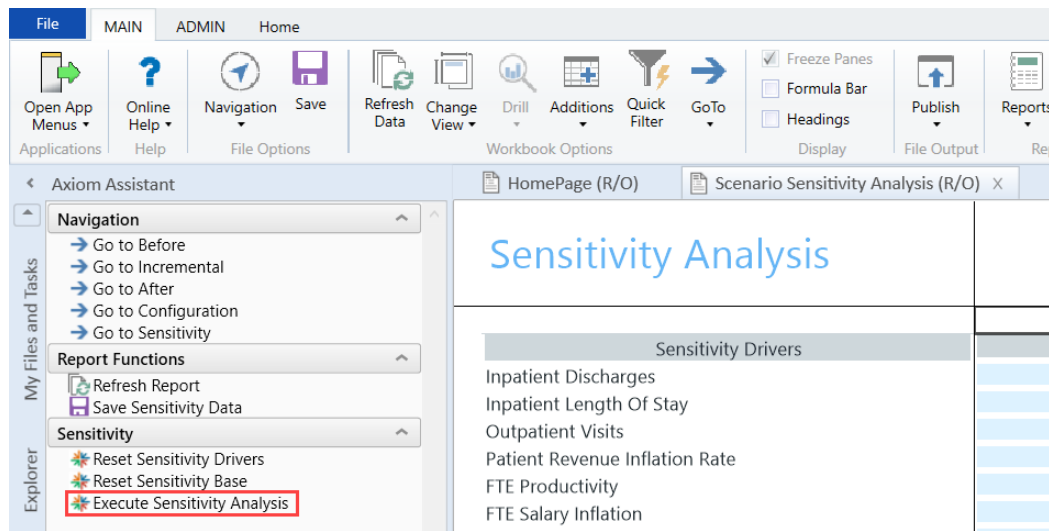 File MAIN ADMIN Home
Open App Menus Online Help Navigation Save Refresh Data Change View Drill Additions Quick Filter GoTo Freeze Panes Formula Bar Headings Publish Reports
Applications Help File Options Workbook Options Display File Output Re
Axiom Assistant HomePage (R/O) Scenario Sensitivity Analysis (R/O) X
My Files and Tasks
Explorer
Navigation
Go to Before
Go to Incremental
Go to After
Go to Configuration
Go to Sensitivity
Report Functions
Refresh Report
Save Sensitivity Data
Sensitivity
Reset Sensitivity Drivers
Reset Sensitivity Base
Execute Sensitivity Analysis
Sensitivity Analysis
Sensitivity Drivers
Inpatient Discharges
Inpatient Length Of Stay
Outpatient Visits
Patient Revenue Inflation Rate
FTE Productivity
FTE Salary Inflation